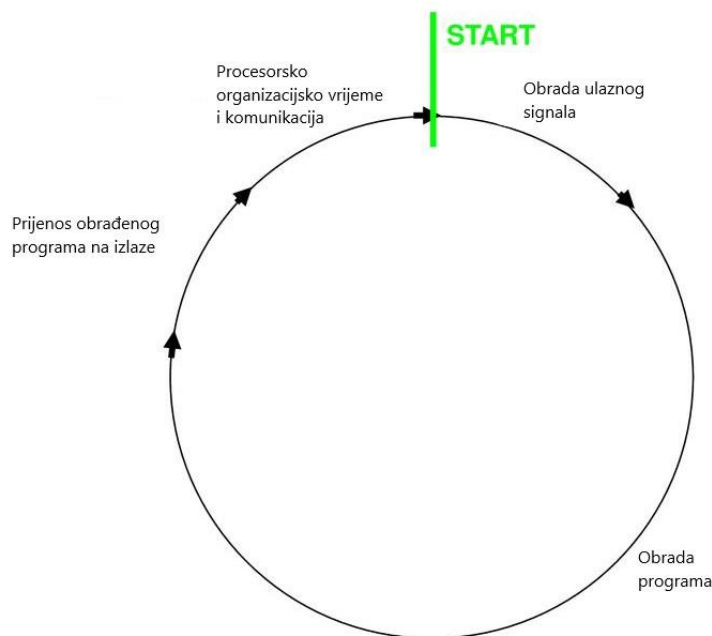 START
Procesorsko
organizacijsko vrijeme
i komunikacija
Obrada ulaznog
signala
Prijenos obrađenog
programa na izlaze
Obrada
programa